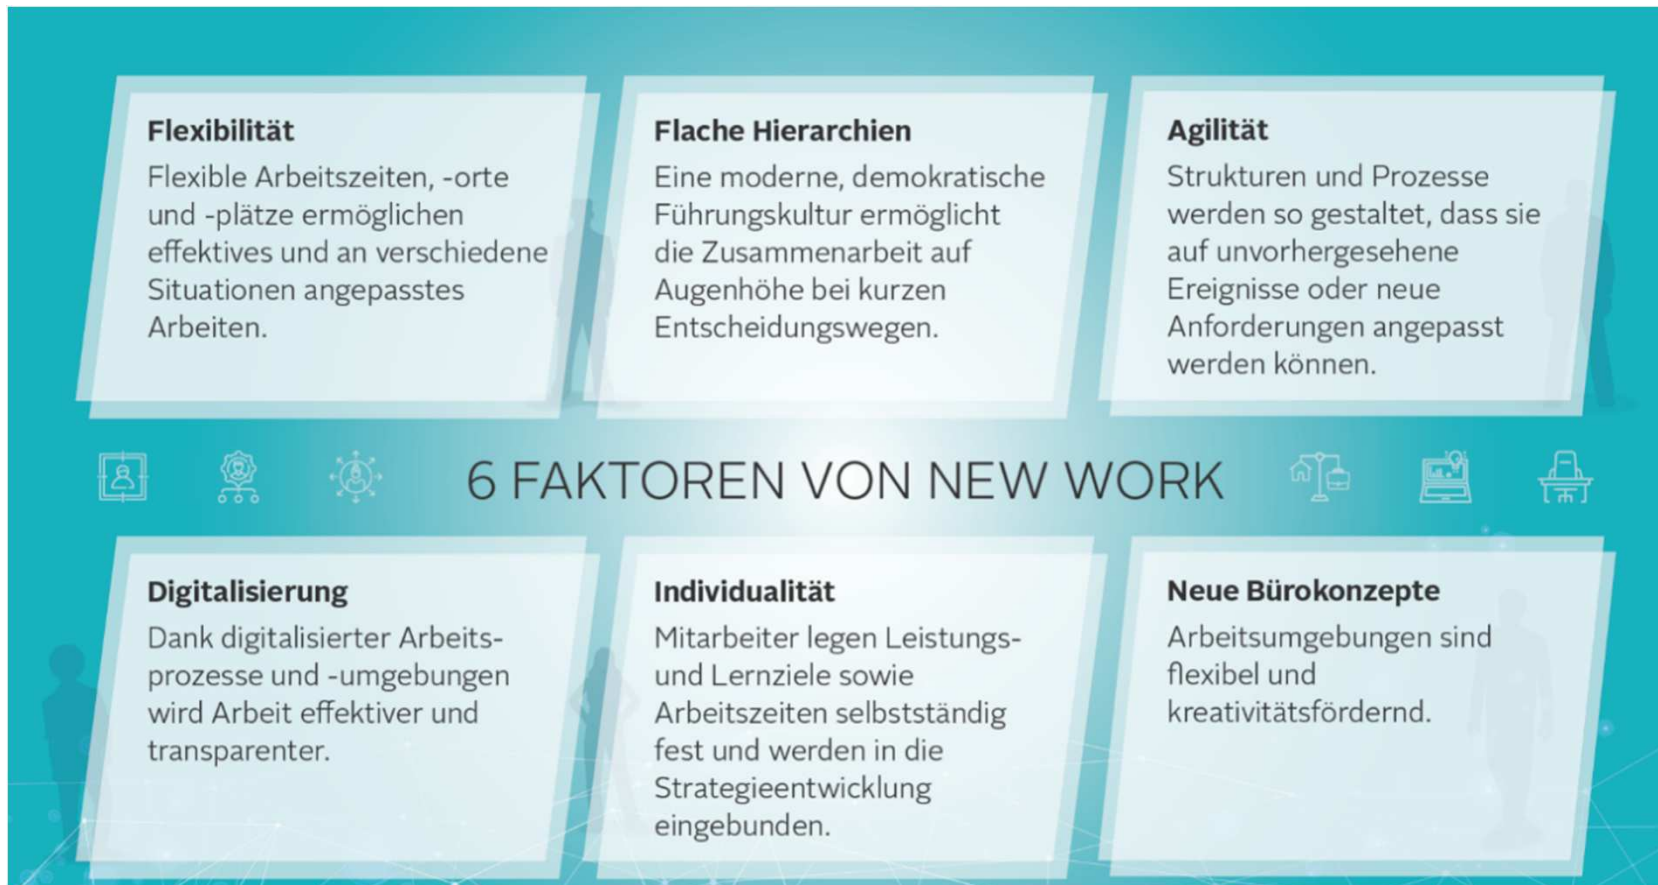 Flexibilität
Flexible Arbeitszeiten, -orte
und -plätze ermöglichen
effektives und an verschiedene
Situationen angepasstes
Arbeiten.
Flache Hierarchien
Eine moderne, demokratische
Führungskultur ermöglicht
die Zusammenarbeit auf
Augenhöhe bei kurzen
Entscheidungswegen.
Agilität
Strukturen und Prozesse
werden so gestaltet, dass sie
auf unvorhergesehene
Ereignisse oder neue
Anforderungen angepasst
werden können.
6 FAKTOREN VON NEW WORK
Digitalisierung
Dank digitalisierter Arbeits-
prozesse und -umgebungen
wird Arbeit effektiver und
transparenter.
Individualität
Mitarbeiter legen Leistungs-
und Lernziele sowie
Arbeitszeiten selbstständig
fest und werden in die
Strategieentwicklung
eingebunden.
Neue Bürokonzepte
Arbeitsumgebungen sind
flexibel und
kreativitätsfördernd.